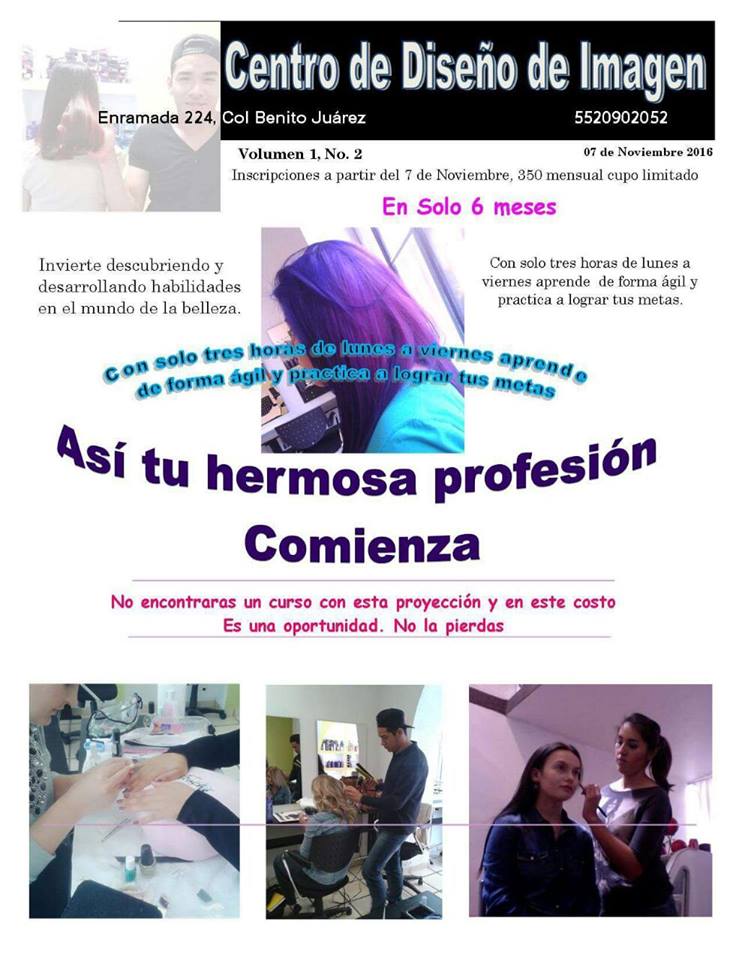 Centro de Diseño de Imagen
Enramada 224, Col Benito Juárez 5520902052
Volumen 1, No. 2 07 de Noviembre 2016
Inscripciones a partir del 7 de Noviembre, 350 mensual cupo limitado
En Solo 6 meses
Invierte descubriendo y
desarrollando habilidades
en el mundo de la belleza.
Con solo tres horas de lunes a
viernes aprende de forma ágil y
practica a lograr tus metas.
Con solo tres horas de lunes a viernes aprende
de forma ágil y practica a lograr tus metas
Así tu hermosa profesión
Comienza
No encontraras un curso con esta proyección y en este costo
Es una oportunidad. No la pierdas